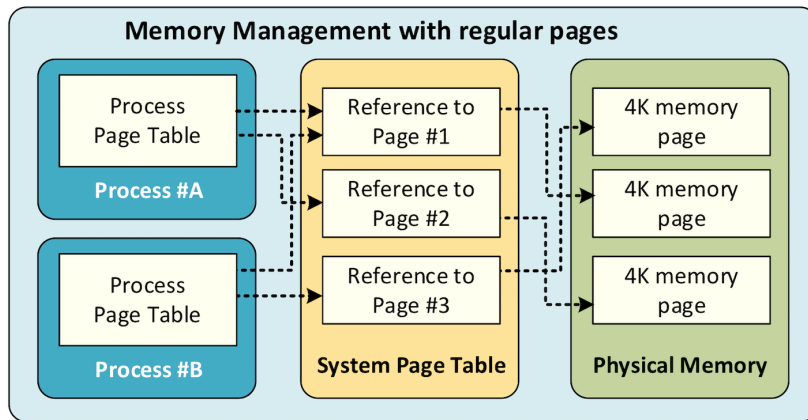 Memory Management with regular pages
Process
Page Table
Process #A
Process
Page Table
Process #B
Reference to
Page #1
Reference to
Page #2
Reference to
Page #3
System Page Table
4K memory
page
4K memory
page
4K memory
page
Physical Memory